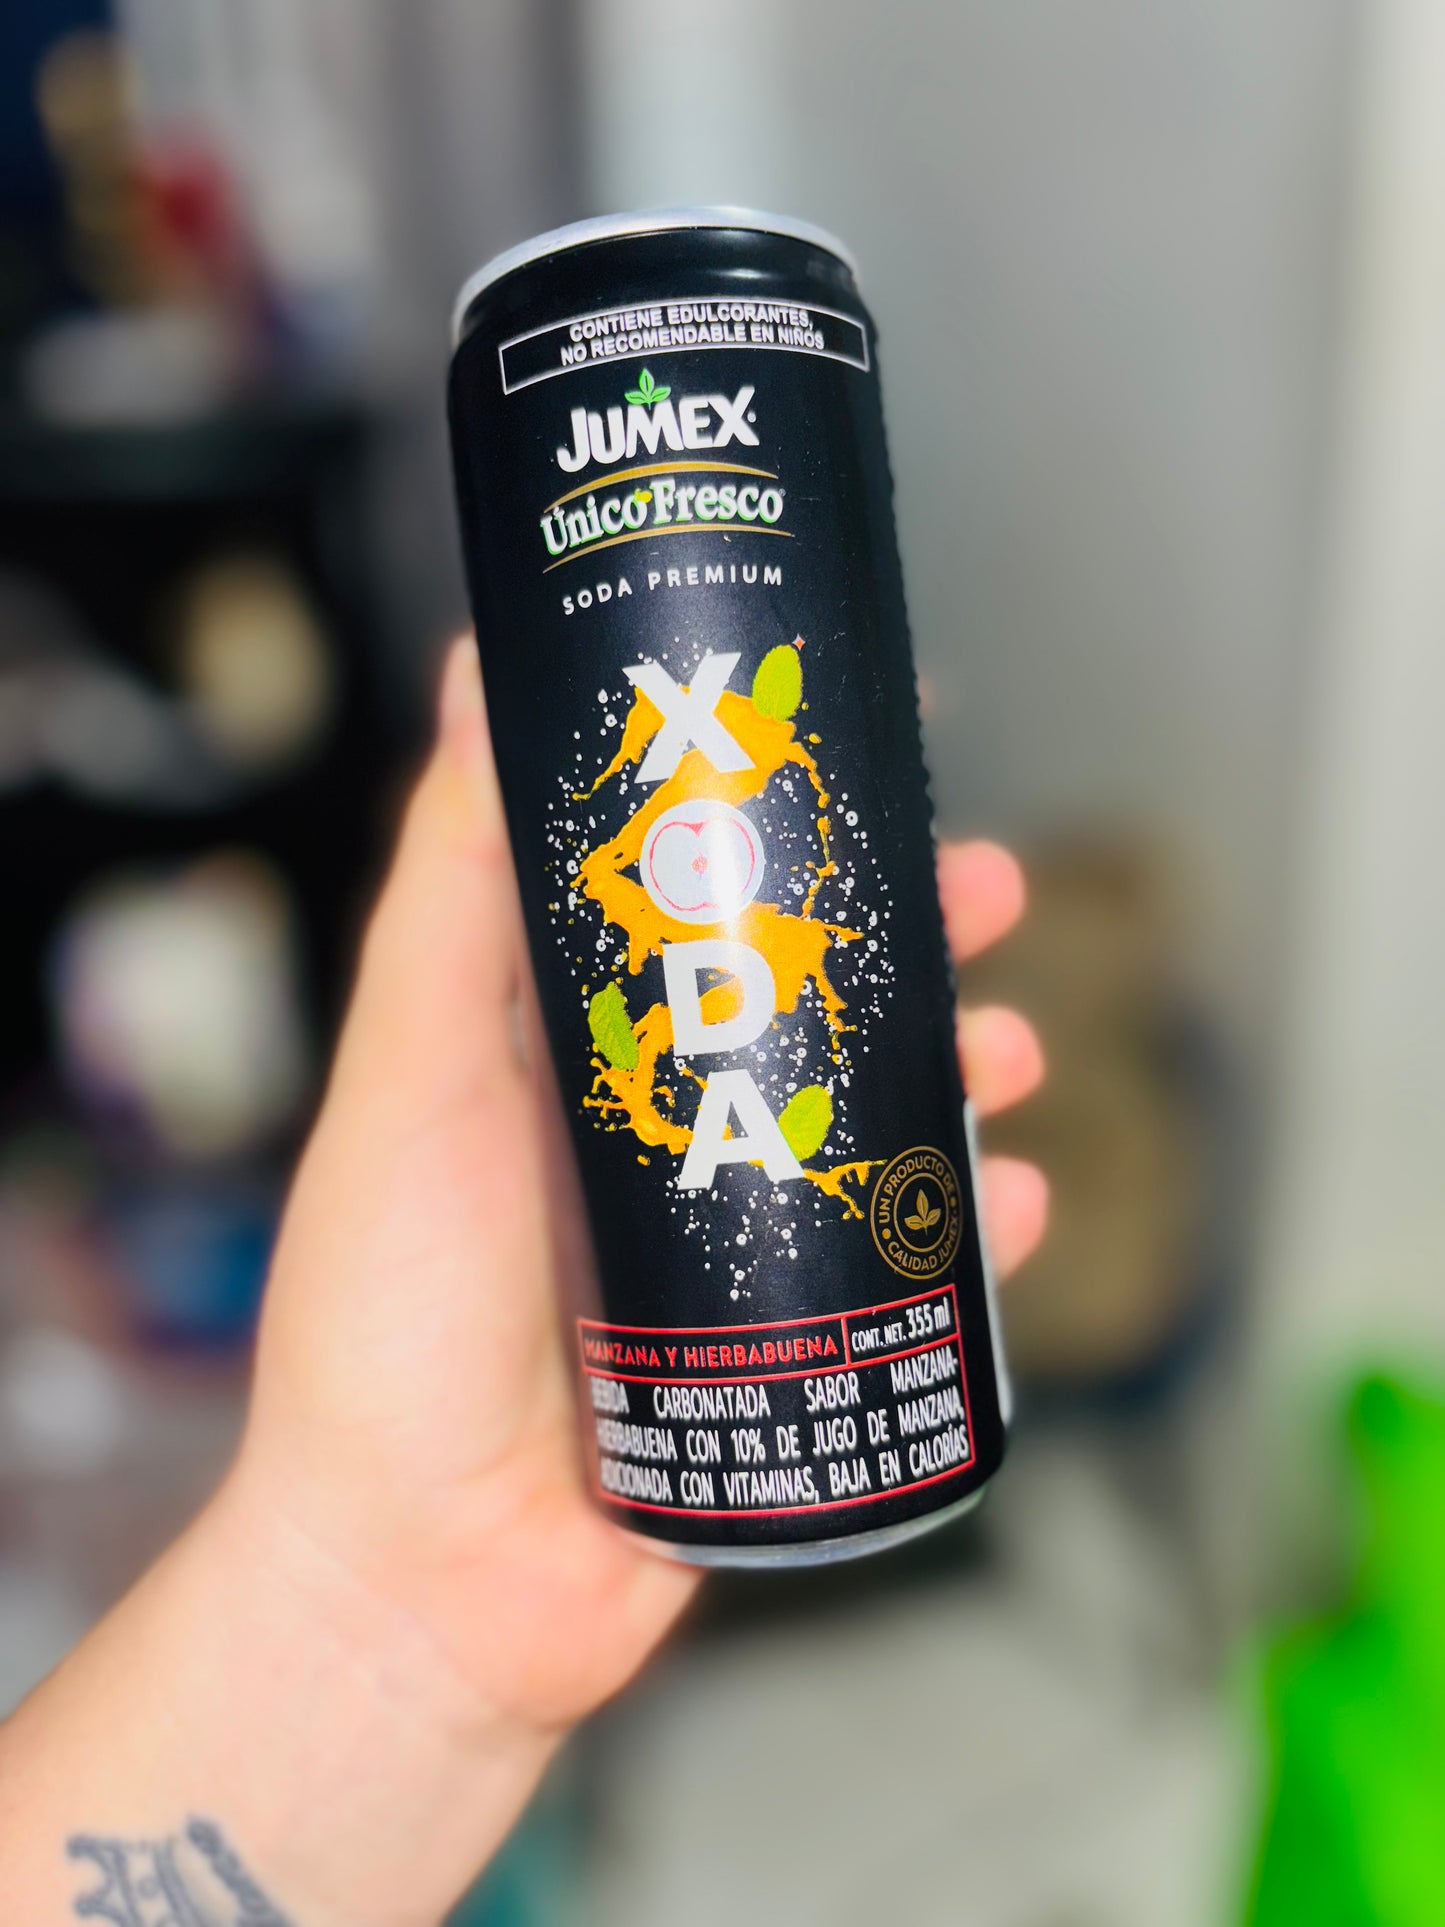 CONTIENE EDULCORANTES,
NO RECOMENDABLE EN NIÑOS
JUMEX
ÚnicoFresco
SODA PREMIUM
XODA
UN PRODUCTO DE
CALIDAD JUMEX
MANZANA Y HIERBABUENA
CONT. NET. 355 ml
BEBIDA CARBONATADA SABOR MANZANA-
HIERBABUENA CON 10% DE JUGO DE MANZANA,
ADICIONADA CON VITAMINAS, BAJA EN CALORÍAS